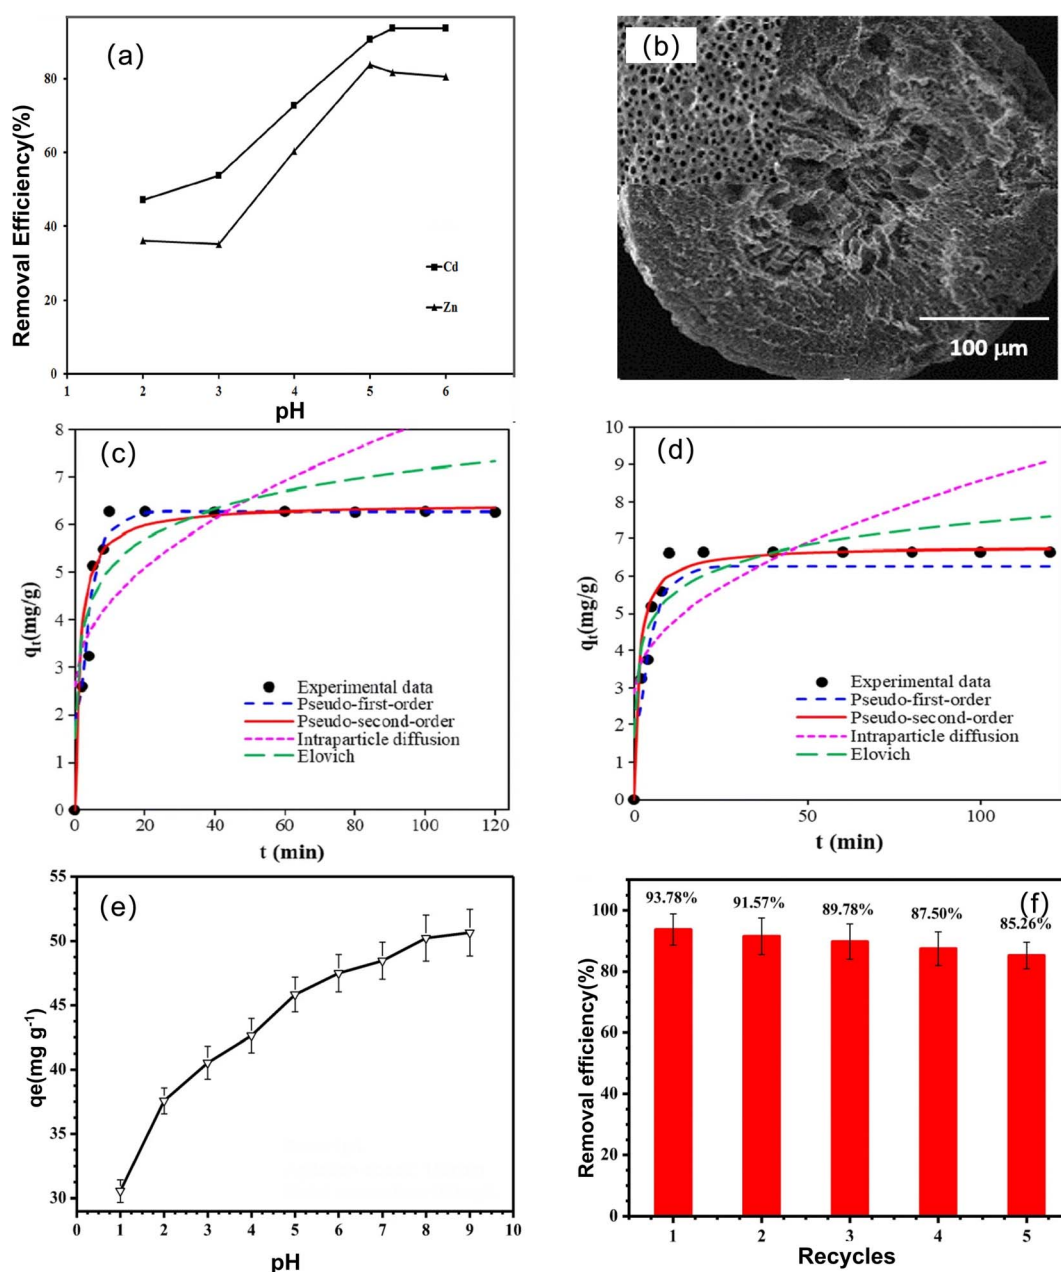 (a)
Removal Efficiency(%)
80
60
40
20
0
Cd
Zn
1 2 3 4 5 6
pH
(b)
100 µm
(c)
qt(mg/g)
8
7
6
5
4
3
2
1
0
Experimental data
Pseudo-first-order
Pseudo-second-order
Intraparticle diffusion
Elovich
0 20 40 60 80 100 120
t (min)
(d)
qt(mg/g)
10
9
8
7
6
5
4
3
2
1
0
Experimental data
Pseudo-first-order
Pseudo-second-order
Intraparticle diffusion
Elovich
0 50 100
t (min)
(e)
qe(mg g-1)
55
50
45
40
35
30
0 1 2 3 4 5 6 7 8 9 10
pH
(f)
Removal efficiency(%)
100
80
60
40
20
0
93.78% 91.57% 89.78% 87.50% 85.26%
1 2 3 4 5
Recycles